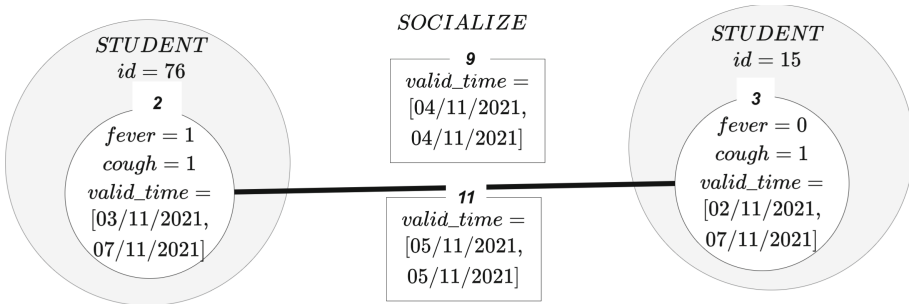 STUDENT
id = 76
2
fever = 1
cough = 1
valid_time =
[03/11/2021,
07/11/2021]
SOCIALIZE
9
valid_time =
[04/11/2021,
04/11/2021]
11
valid_time =
[05/11/2021,
05/11/2021]
STUDENT
id = 15
3
fever = 0
cough = 1
valid_time =
[02/11/2021,
07/11/2021]